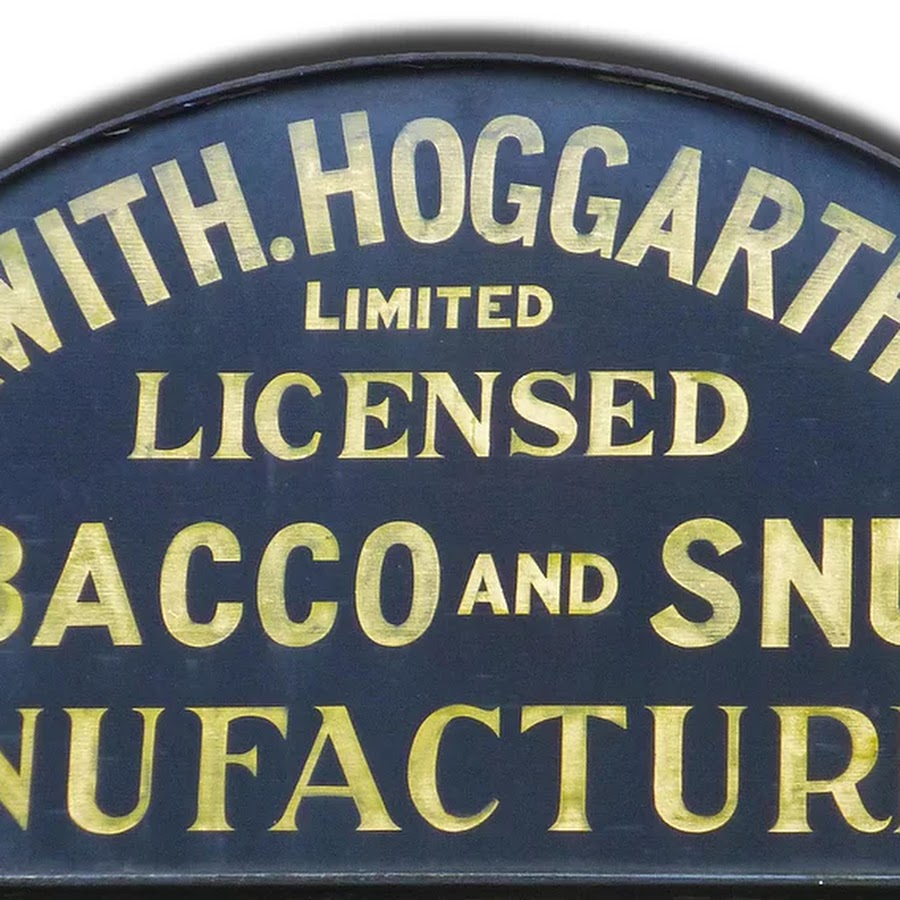 WITH. HOGGARTH
LIMITED
LICENSED
BACCO AND SNU
NUFACTUR